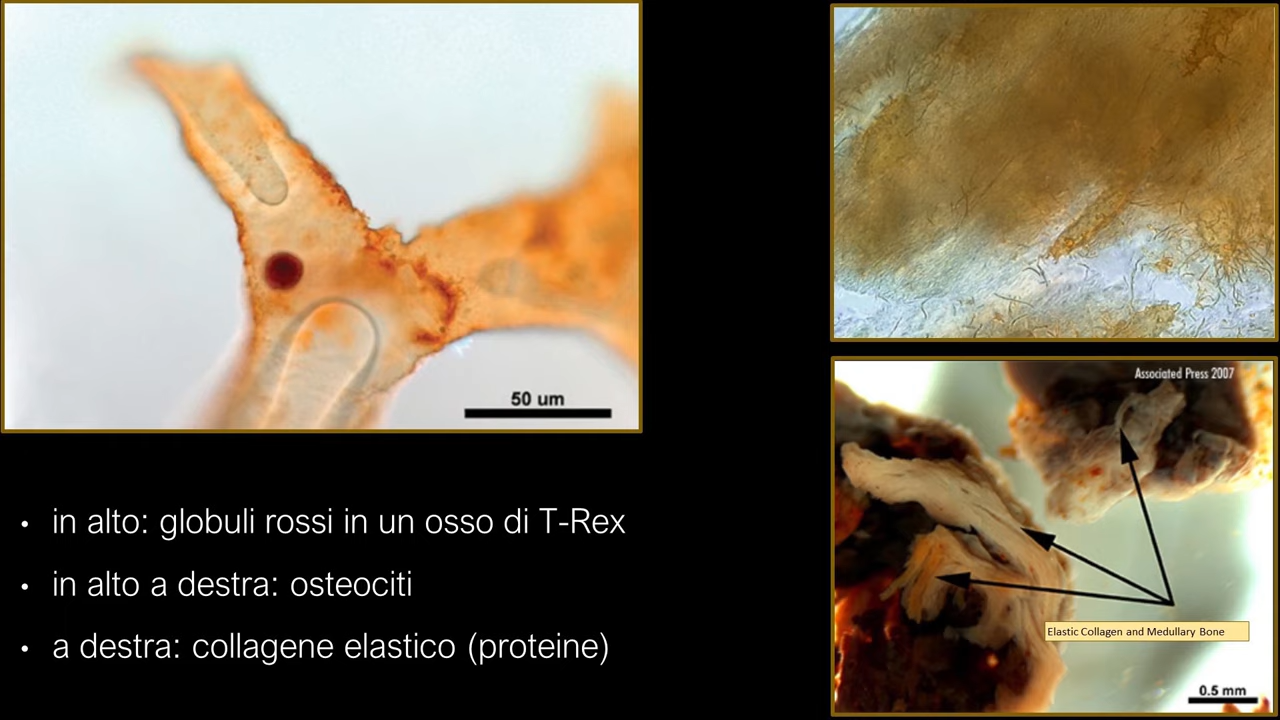 50 um
Associated Press 2007
Elastic Collagen and Medullary Bone
0.5 mm
• in alto: globuli rossi in un osso di T-Rex
• in alto a destra: osteociti
• a destra: collagene elastico (proteine)